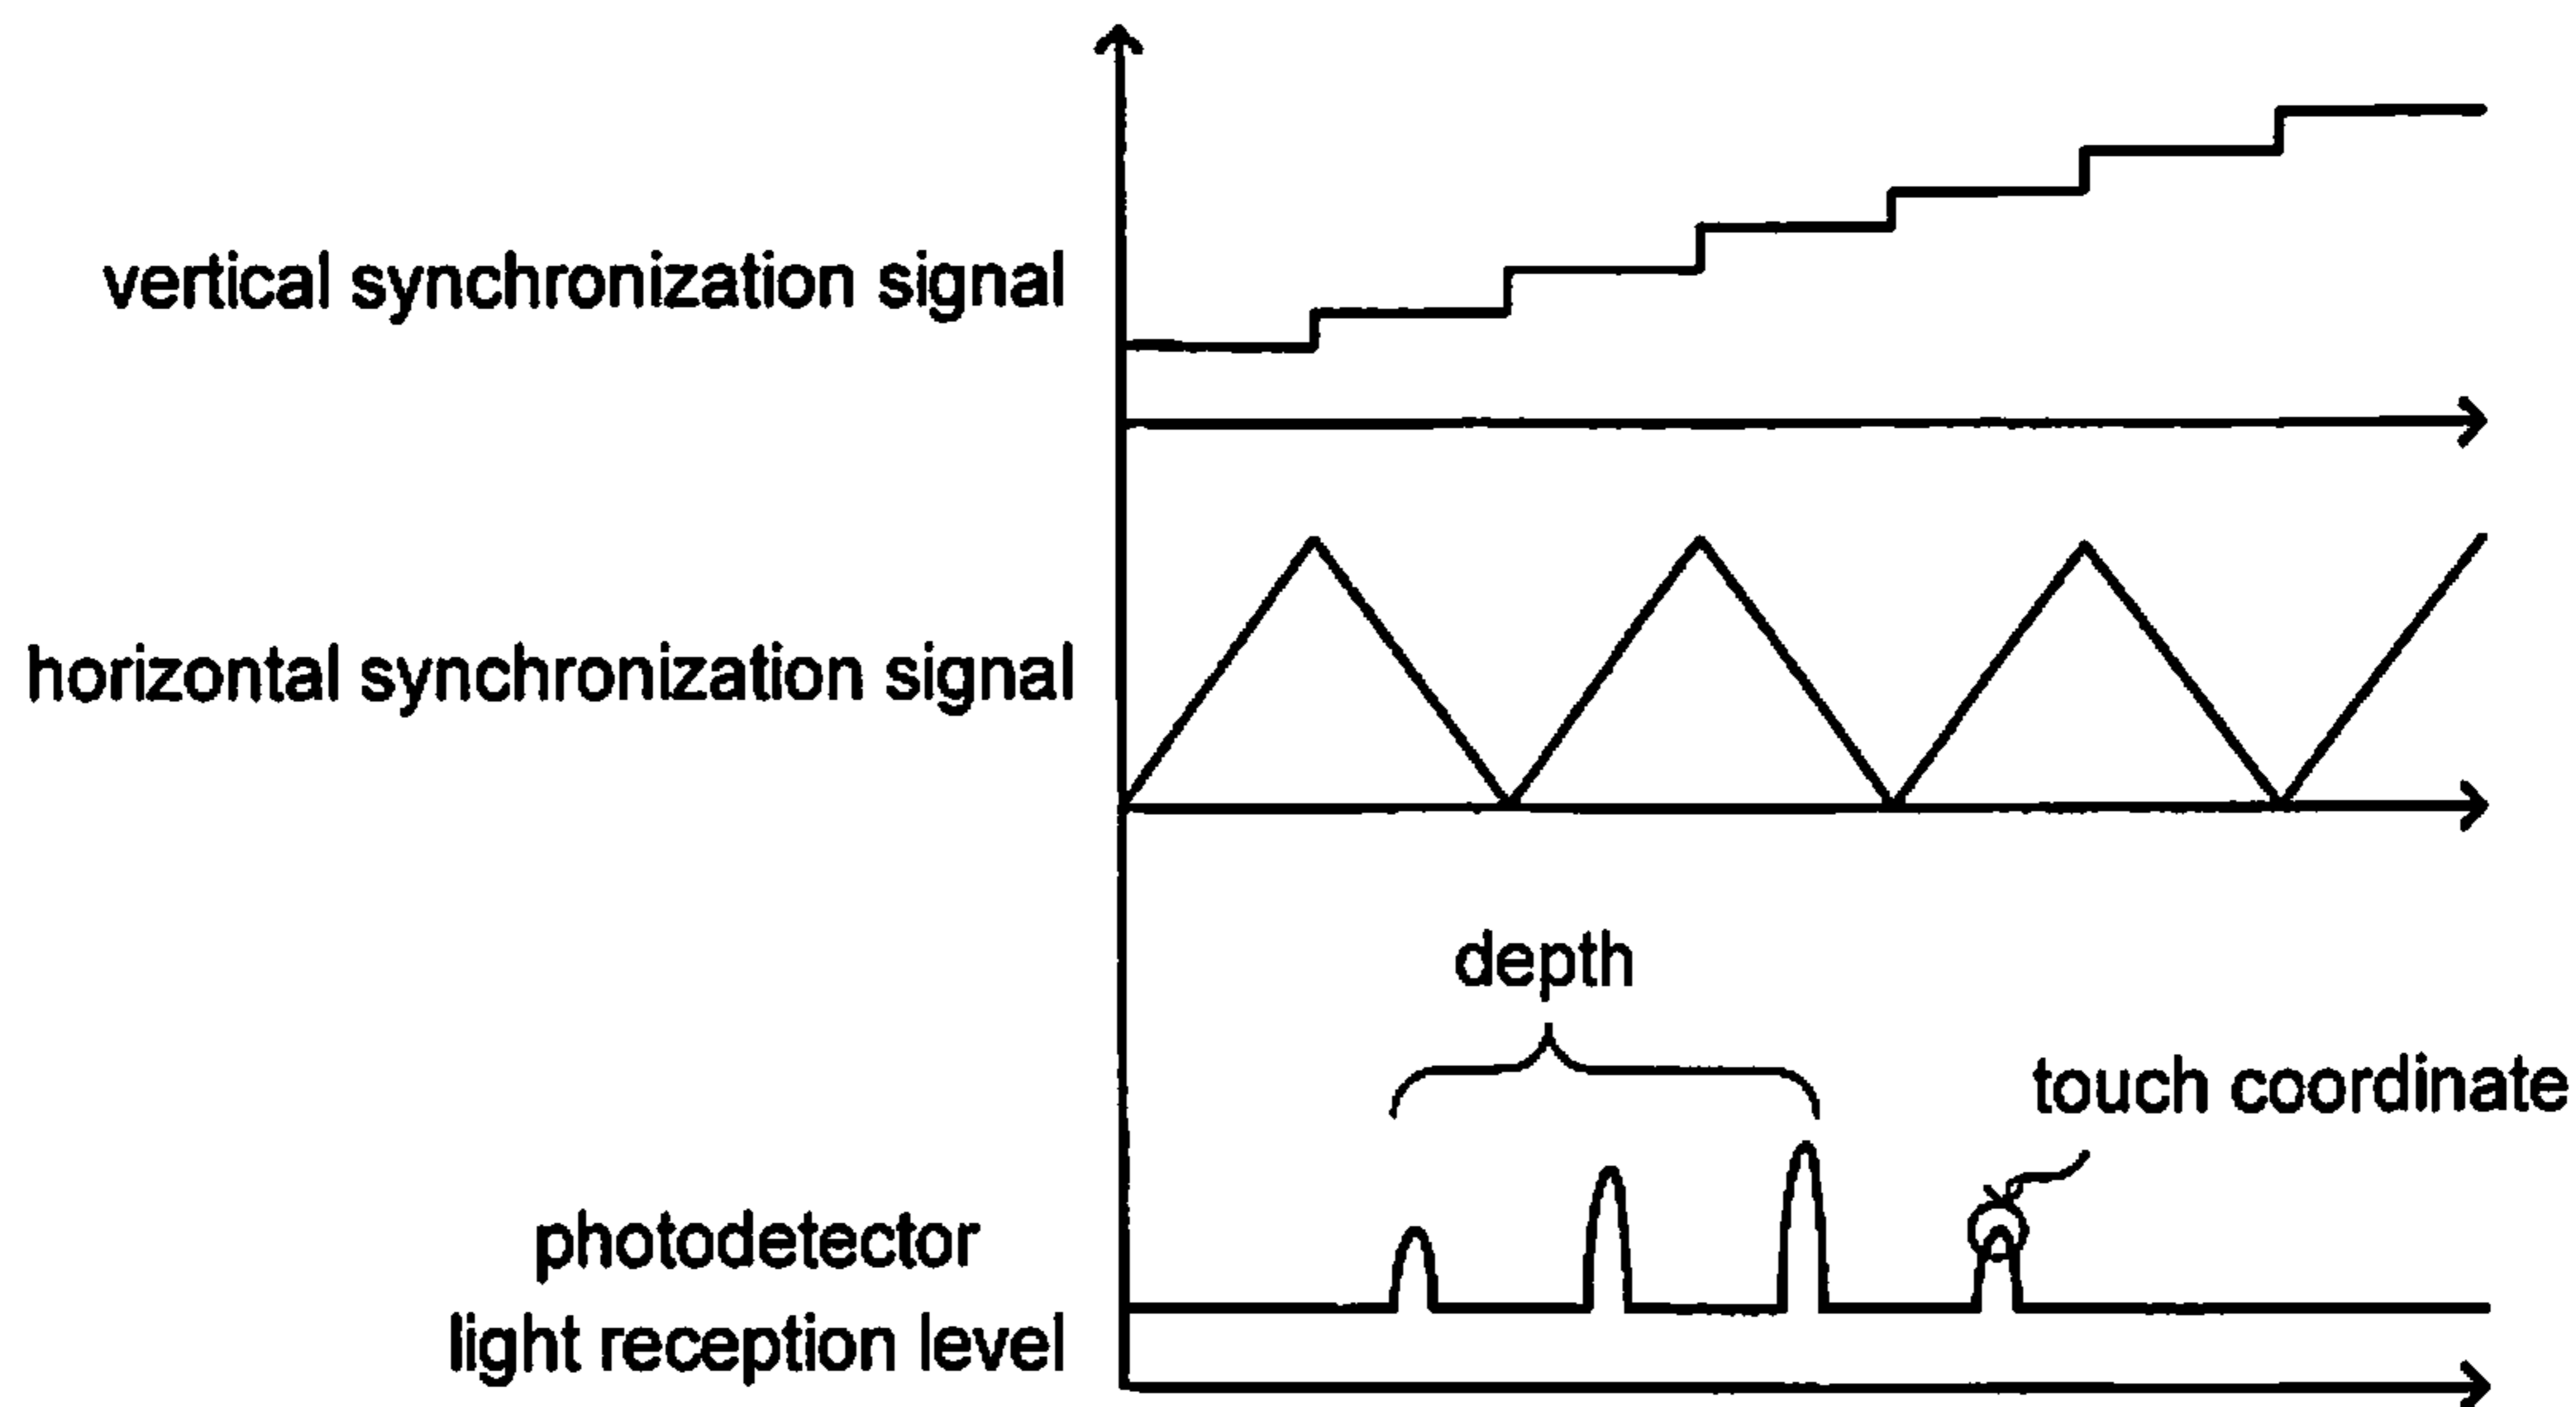 vertical synchronization signal
horizontal synchronization signal
depth
touch coordinate
photodetector
light reception level